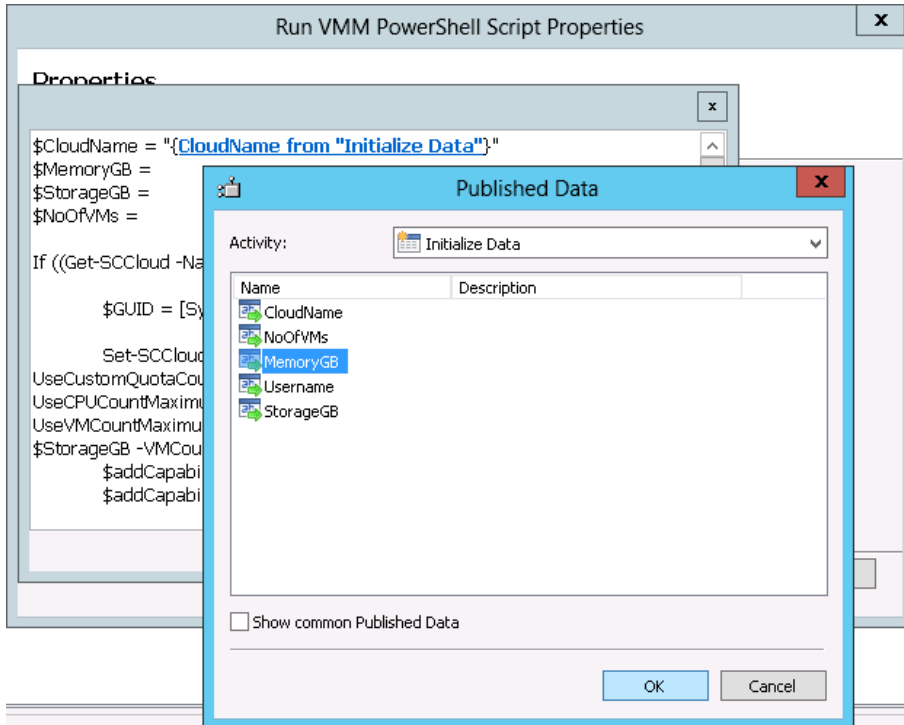 Run VMM PowerShell Script Properties
x
Properties
x
$CloudName = "{CloudName from "Initialize Data"}"
$MemoryGB =
$StorageGB =
$NoOfVMs =
If ((Get-SCCloud -Na
$GUID = [Sy
Set-SCCloud
UseCustomQuotaCou
UseCPUCountMaximu
UseVMCountMaximu
$StorageGB -VMCou
$addCapabi
$addCapabi
Published Data
x
Activity:
Initialize Data
Name Description
CloudName
NoOfVMs
MemoryGB
Username
StorageGB
Show common Published Data
OK Cancel